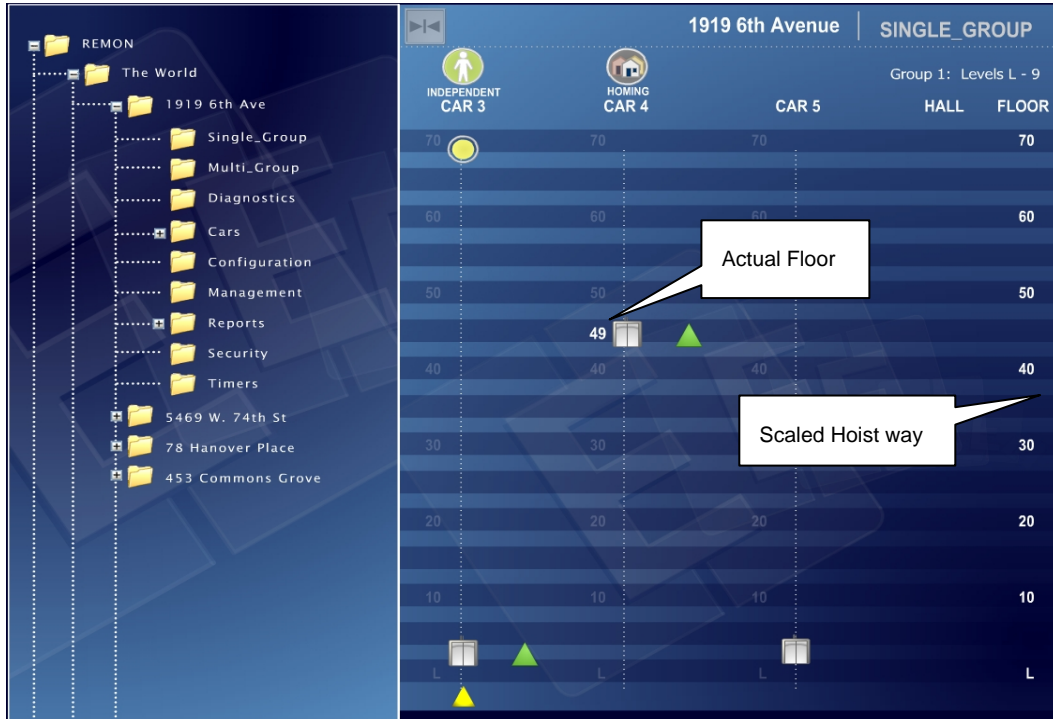 REMON
The World
1919 6th Ave
Single_Group
Multi_Group
Diagnostics
Cars
Configuration
Management
Reports
Security
Timers
5469 W. 74th St
78 Hanover Place
453 Commons Grove
1919 6th Avenue SINGLE_GROUP
Group 1: Levels L - 9
INDEPENDENT HOMING
CAR 3 CAR 4 CAR 5 HALL FLOOR
70 70 70 70
60 60 60 60
Actual Floor
50 50 50
49
40 40 40 40
Scaled Hoist way
30 30 30
20 20 20 20
10 10 10 10
L L L L